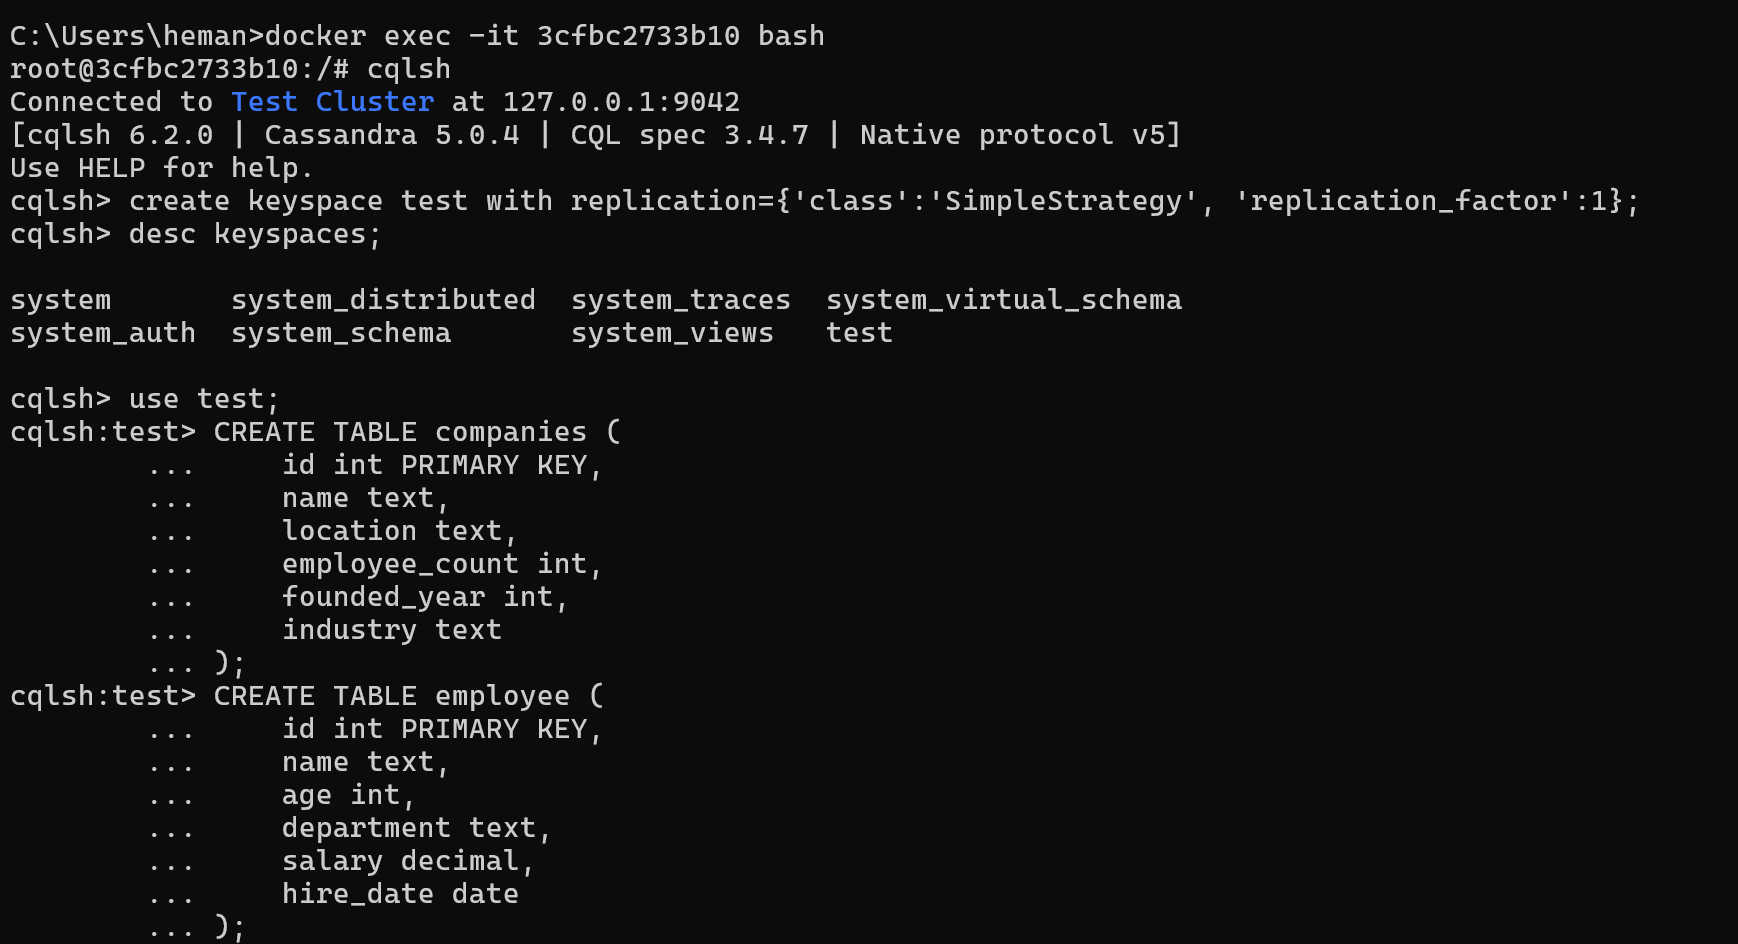 C:\Users\heman>docker exec -it 3cfbc2733b10 bash
root@3cfbc2733b10:/# cqlsh
Connected to Test Cluster at 127.0.0.1:9042
[cqlsh 6.2.0 | Cassandra 5.0.4 | CQL spec 3.4.7 | Native protocol v5]
Use HELP for help.
cqlsh> create keyspace test with replication={'class':'SimpleStrategy', 'replication_factor':1};
cqlsh> desc keyspaces;

system       system_distributed  system_traces  system_virtual_schema
system_auth  system_schema       system_views   test

cqlsh> use test;
cqlsh:test> CREATE TABLE companies (
        ...     id int PRIMARY KEY,
        ...     name text,
        ...     location text,
        ...     employee_count int,
        ...     founded_year int,
        ...     industry text
        ... );
cqlsh:test> CREATE TABLE employee (
        ...     id int PRIMARY KEY,
        ...     name text,
        ...     age int,
        ...     department text,
        ...     salary decimal,
        ...     hire_date date
        ... );